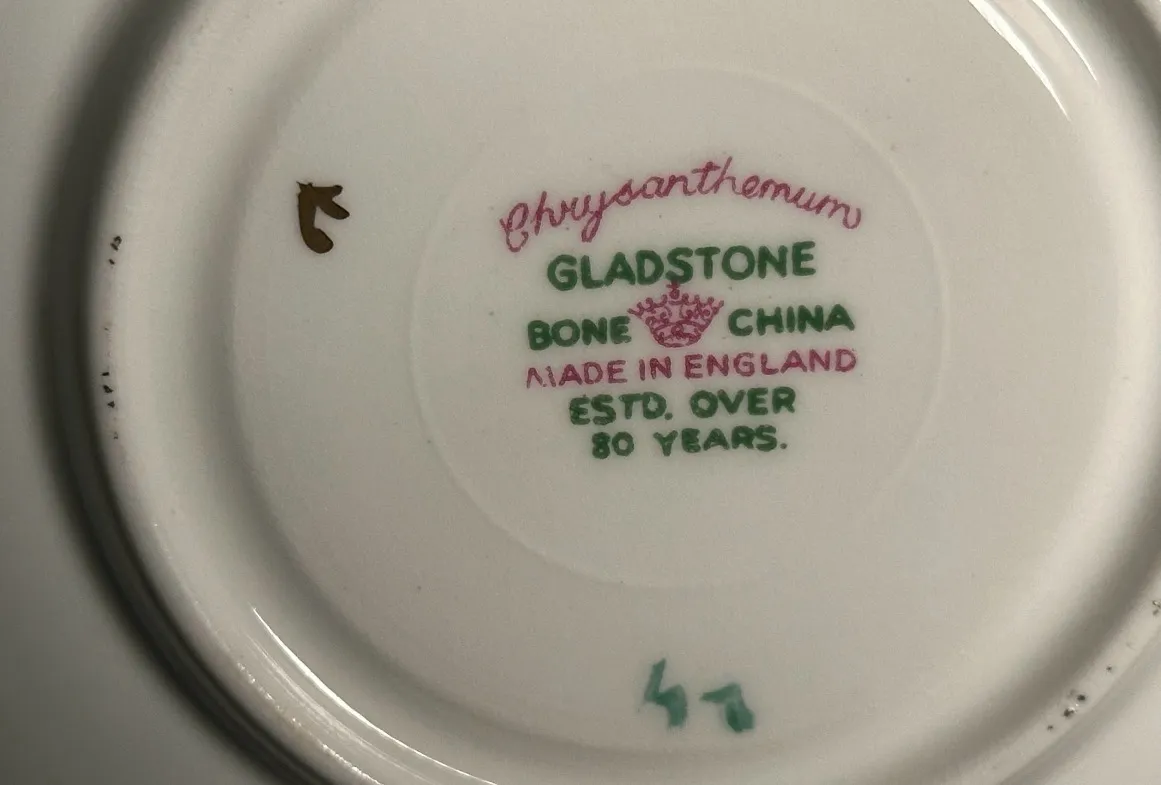 Chrysanthemum
GLADSTONE
BONE CHINA
MADE IN ENGLAND
ESTD. OVER
80 YEARS.